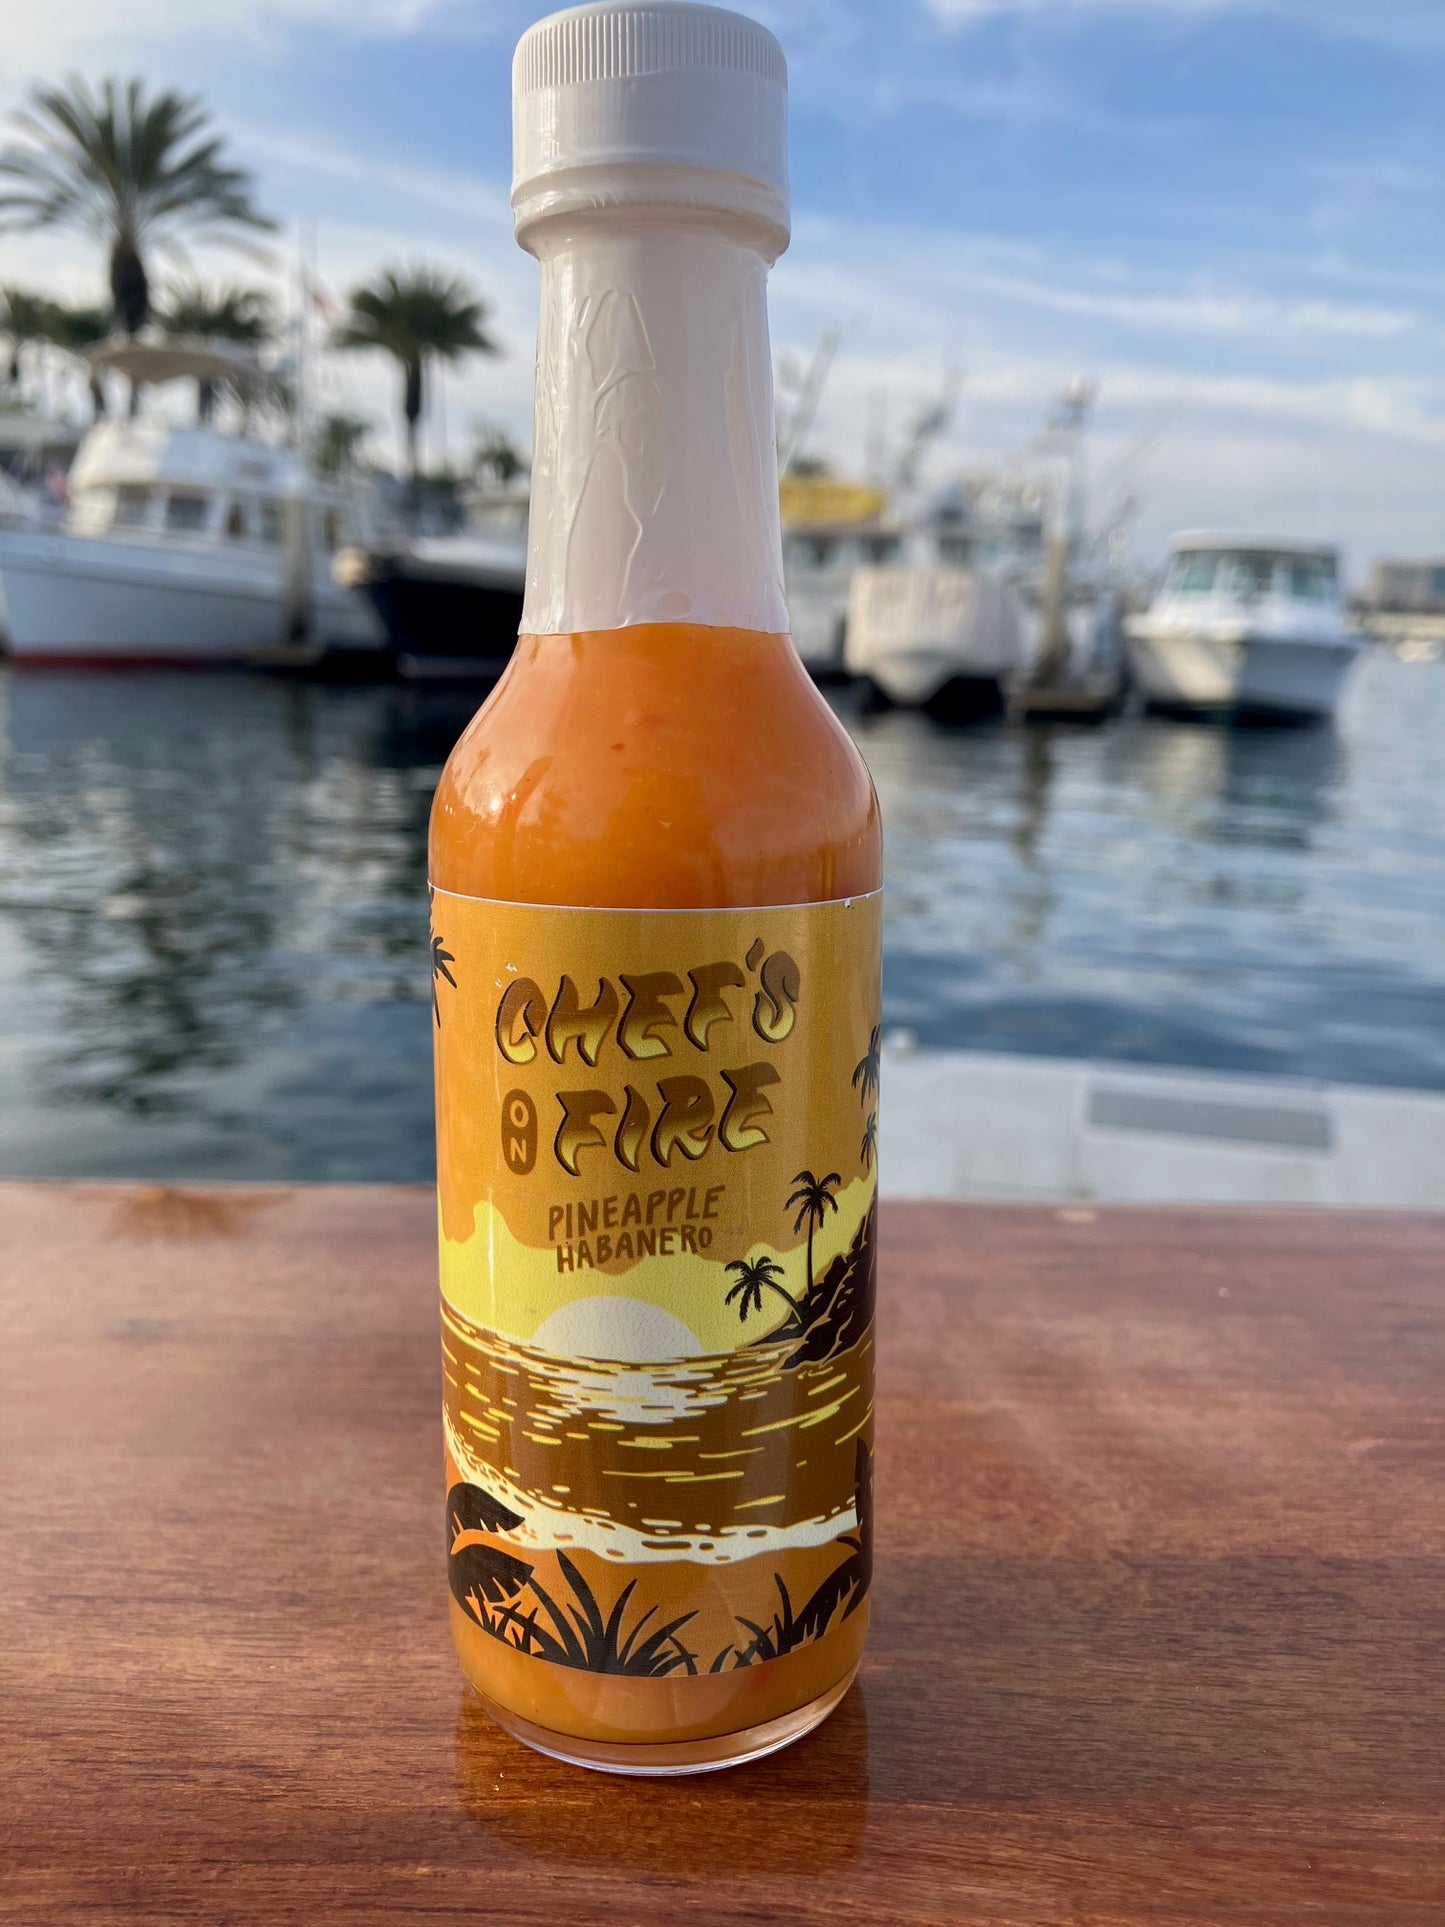 CHEF'S
ON FIRE
PINEAPPLE
HABANERO